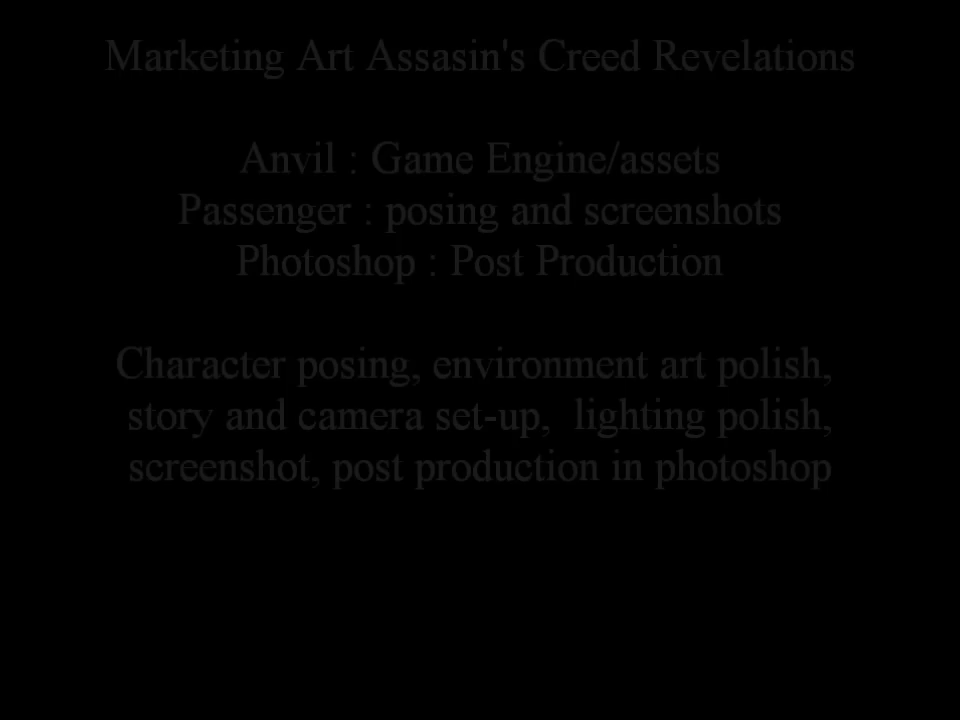 Marketing Art Assasin's Creed Revelations
Anvil : Game Engine/assets
Passenger : posing and screenshots
Photoshop : Post Production
Character posing, environment art polish,
story and camera set-up, lighting polish,
screenshot, post production in photoshop